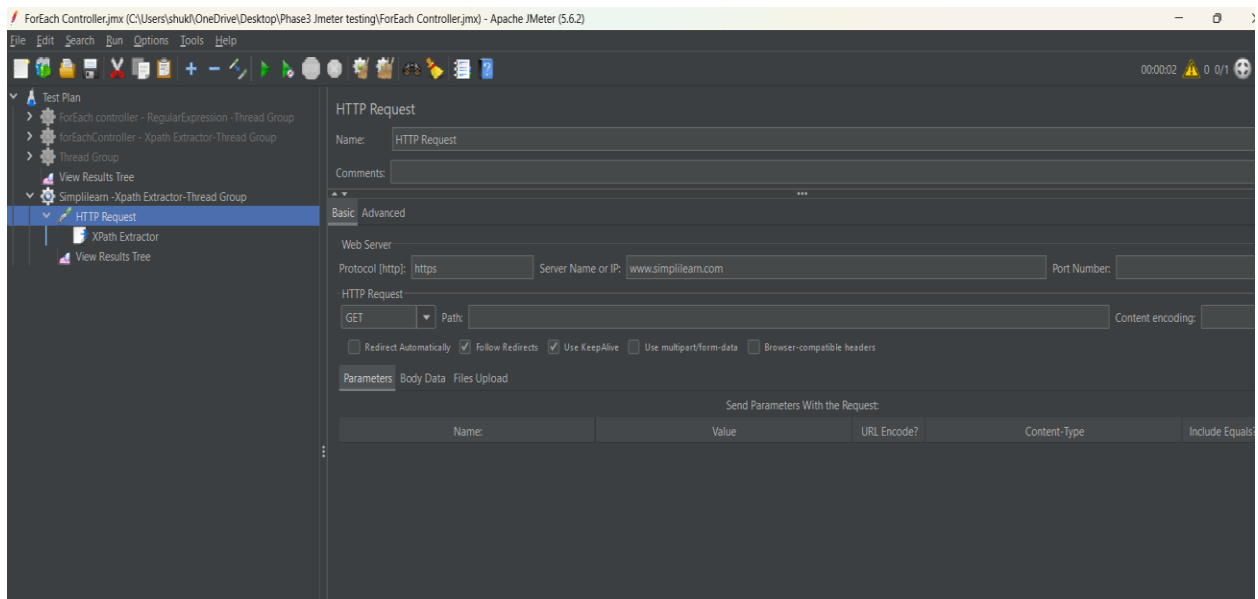 ForEach Controller.jmx (C:\Users\shukl\OneDrive\Desktop\Phase3 Jmeter testing\ForEach Controller.jmx) - Apache JMeter (5.6.2)
File Edit Search Run Options Tools Help
00:00:02 0 0/1
Test Plan
ForEach controller - RegularExpression -Thread Group
forEachController - Xpath Extractor-Thread Group
Thread Group
View Results Tree
Simplilearn -Xpath Extractor-Thread Group
HTTP Request
XPath Extractor
View Results Tree
HTTP Request
Name: HTTP Request
Comments:
Basic Advanced
Web Server
Protocol [http]: https Server Name or IP: www.simplilearn.com Port Number:
HTTP Request
GET Path: Content encoding:
Redirect Automatically Follow Redirects Use KeepAlive Use multipart/form-data Browser-compatible headers
Parameters Body Data Files Upload
Send Parameters With the Request:
Name: Value URL Encode? Content-Type Include Equals?